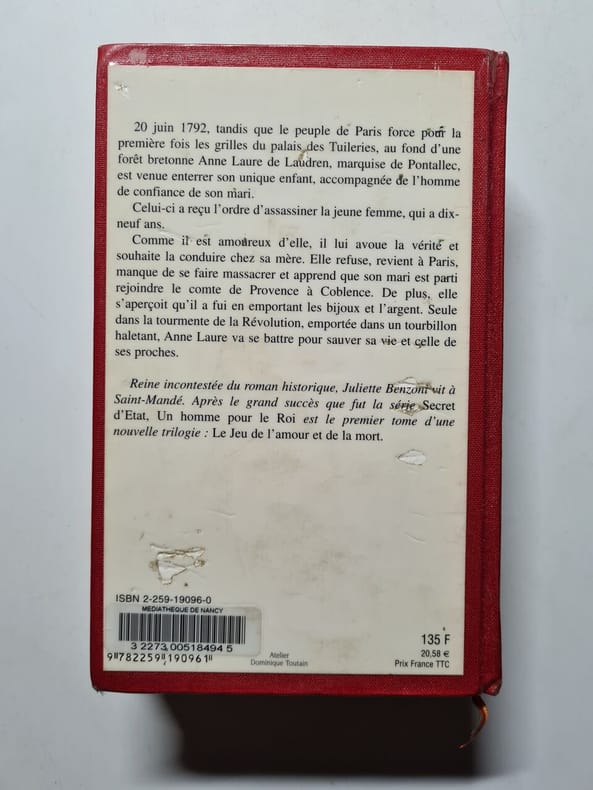 20 juin 1792, tandis que le peuple de Paris force pour la
première fois les grilles du palais des Tuileries, au fond d'une
forêt bretonne Anne Laure de Laudren, marquise de Pontallec,
est venue enterrer son unique enfant, accompagnée de l'homme
de confiance de son mari.
Celui-ci a reçu l'ordre d'assassiner la jeune femme, qui a dix-
neuf ans.
Comme il est amoureux d'elle, il lui avoue la vérité et
souhaite la conduire chez sa mère. Elle refuse, revient à Paris,
manque de se faire massacrer et apprend que son mari est parti
rejoindre le comte de Provence à Coblence. De plus, elle
s'aperçoit qu'il a fui en emportant les bijoux et l'argent. Seule
dans la tourmente de la Révolution, emportée dans un tourbillon
haletant, Anne Laure va se battre pour sauver sa vie et celle de
ses proches.
Reine incontestée du roman historique, Juliette Benzoni vit à
Saint-Mandé. Après le grand succès que fut la série Secret
d'Etat, Un homme pour le Roi est le premier tome d'une
nouvelle trilogie : Le Jeu de l'amour et de la mort.
ISBN 2-259-19096-0
MEDIATHEQUE DE NANCY
3 2273 00518494 5
9 782259 190961
Atelier
Dominique Toutain
135 F
20,58 €
Prix France TTC